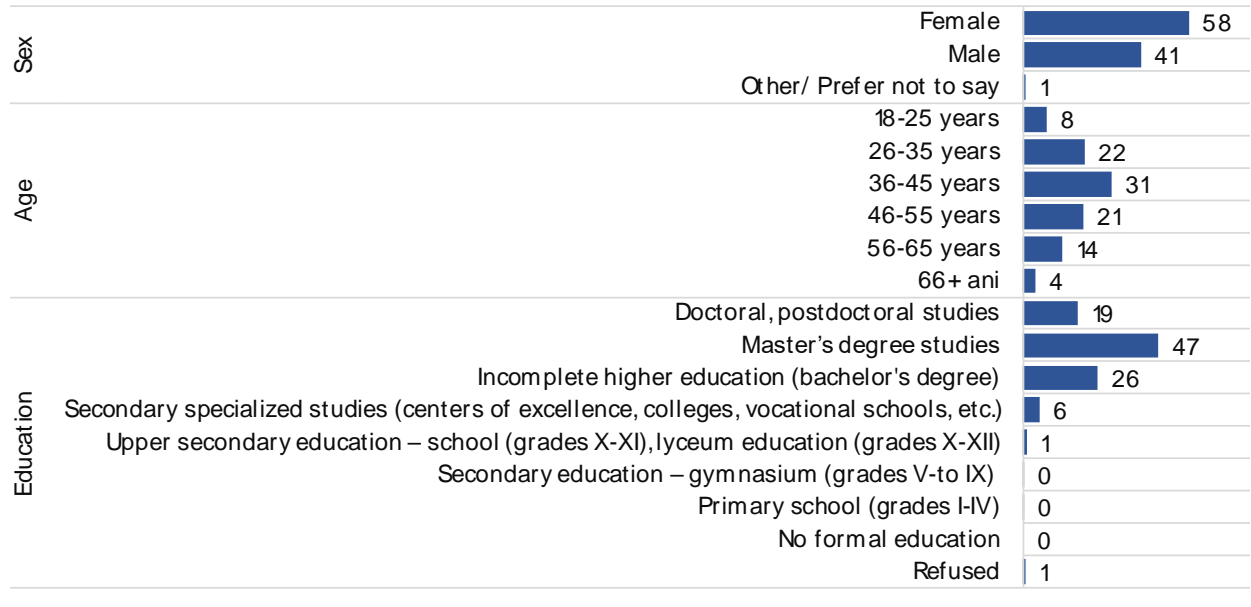 Sex
Female 58
Male 41
Other/ Prefer not to say 1
Age
18-25 years 8
26-35 years 22
36-45 years 31
46-55 years 21
56-65 years 14
66+ ani 4
Education
Doctoral, postdoctoral studies 19
Master’s degree studies 47
Incomplete higher education (bachelor's degree) 26
Secondary specialized studies (centers of excellence, colleges, vocational schools, etc.) 6
Upper secondary education – school (grades X-XI), lyceum education (grades X-XII) 1
Secondary education – gymnasium (grades V-to IX) 0
Primary school (grades I-IV) 0
No formal education 0
Refused 1